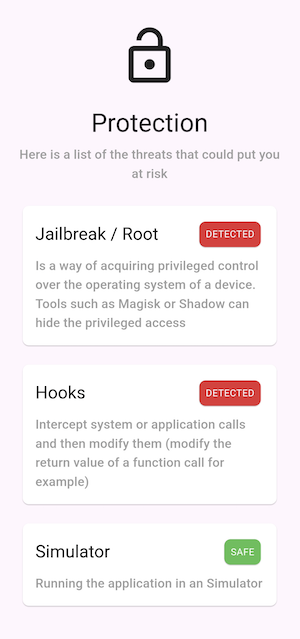 Protection
Here is a list of the threats that could put you
at risk
Jailbreak / Root
DETECTED
Is a way of acquiring privileged control
over the operating system of a device.
Tools such as Magisk or Shadow can
hide the privileged access
Hooks
DETECTED
Intercept system or application calls
and then modify them (modify the
return value of a function call for
example)
Simulator
SAFE
Running the application in an Simulator